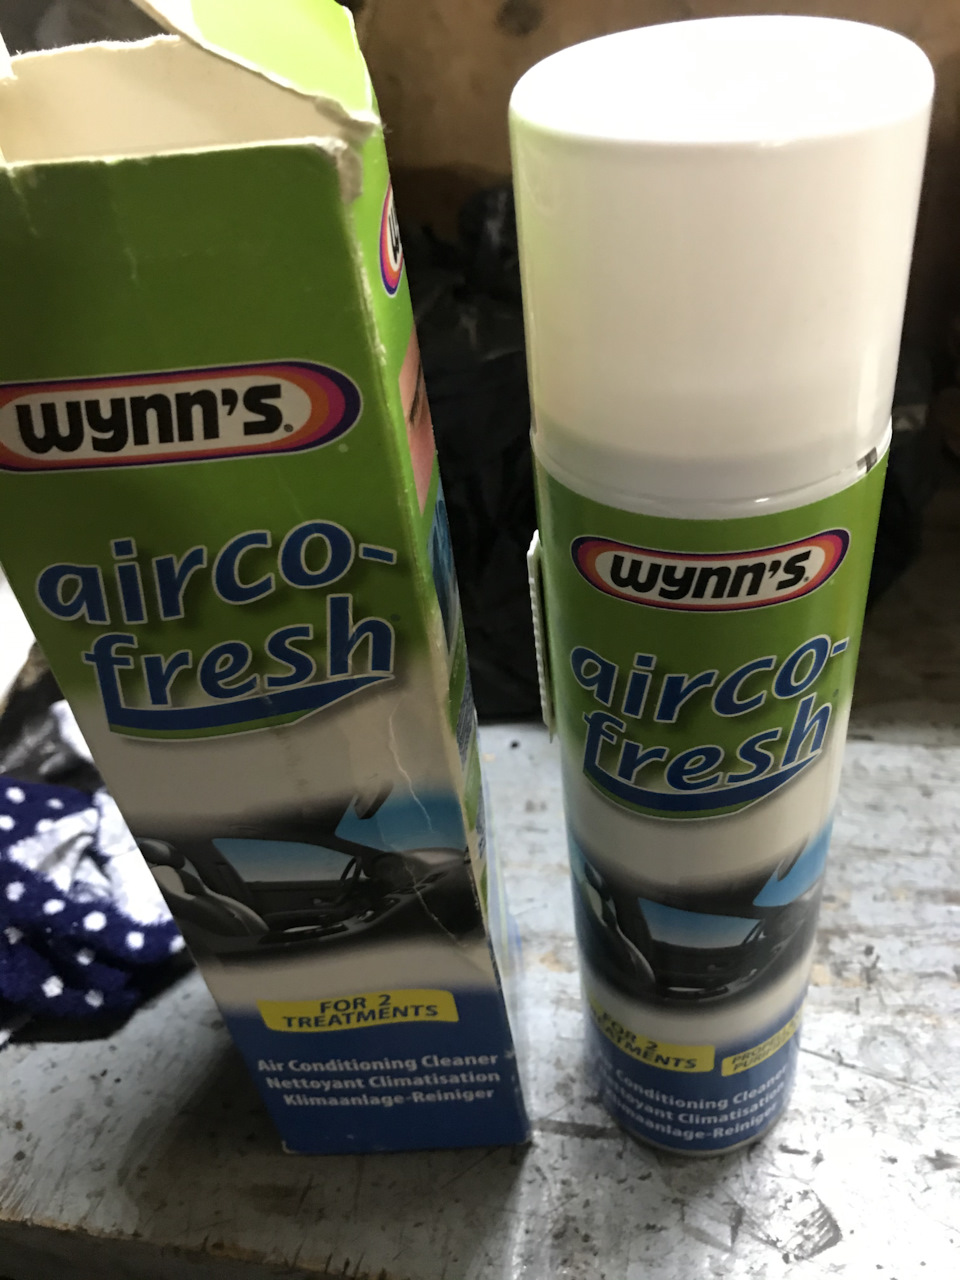 wynn's.
airco-
fresh
FOR 2
TREATMENTS
Air Conditioning Cleaner
Nettoyant Climatisation
Klimaanlage-Reiniger
wynn's.
airco-
fresh
FOR 2
TREATMENTS
Conditioning Cleaner
Nettoyant Climatisation
Klimaanlage-Reiniger